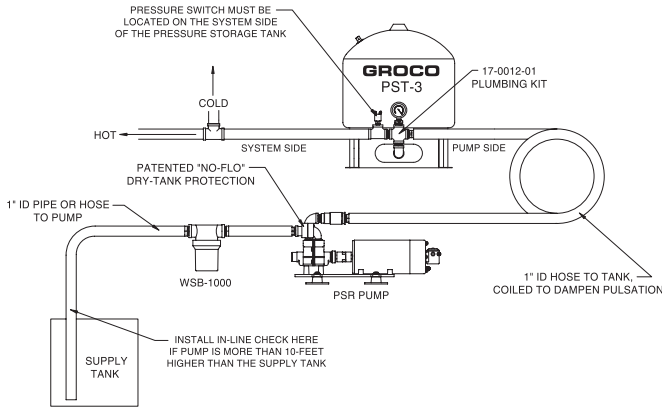 PRESSURE SWITCH MUST BE
LOCATED ON THE SYSTEM SIDE
OF THE PRESSURE STORAGE TANK
GROCO
PST-3
17-0012-01
PLUMBING KIT
COLD
HOT
SYSTEM SIDE
PUMP SIDE
PATENTED "NO-FLO"
DRY-TANK PROTECTION
1" ID PIPE OR HOSE
TO PUMP
WSB-1000
PSR PUMP
1" ID HOSE TO TANK,
COILED TO DAMPEN PULSATION
INSTALL IN-LINE CHECK HERE
IF PUMP IS MORE THAN 10-FEET
HIGHER THAN THE SUPPLY TANK
SUPPLY
TANK